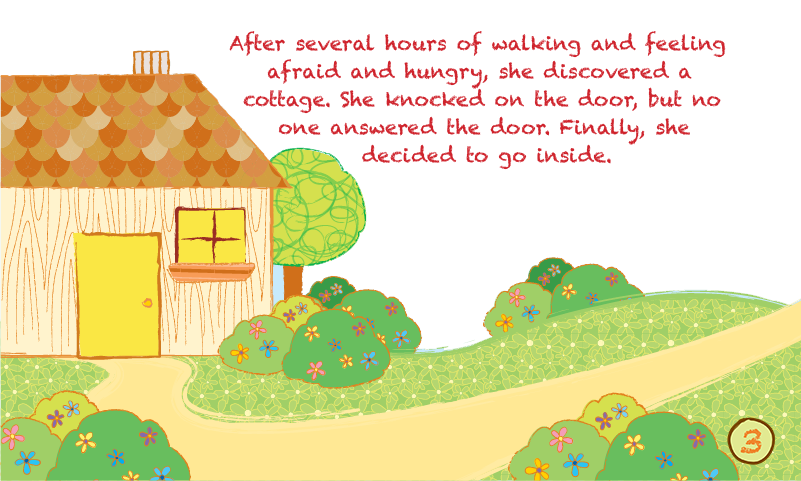 After several hours of walking and feeling
afraid and hungry, she discovered a
cottage. She knocked on the door, but no
one answered the door. Finally, she
decided to go inside.
3